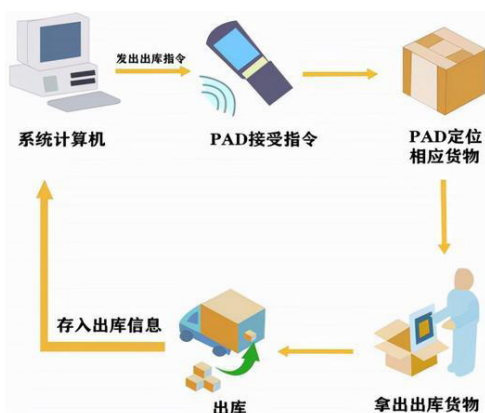 发出出库指令
系统计算机
PAD接受指令
PAD定位
相应货物
存入出库信息
出库
拿出出库货物